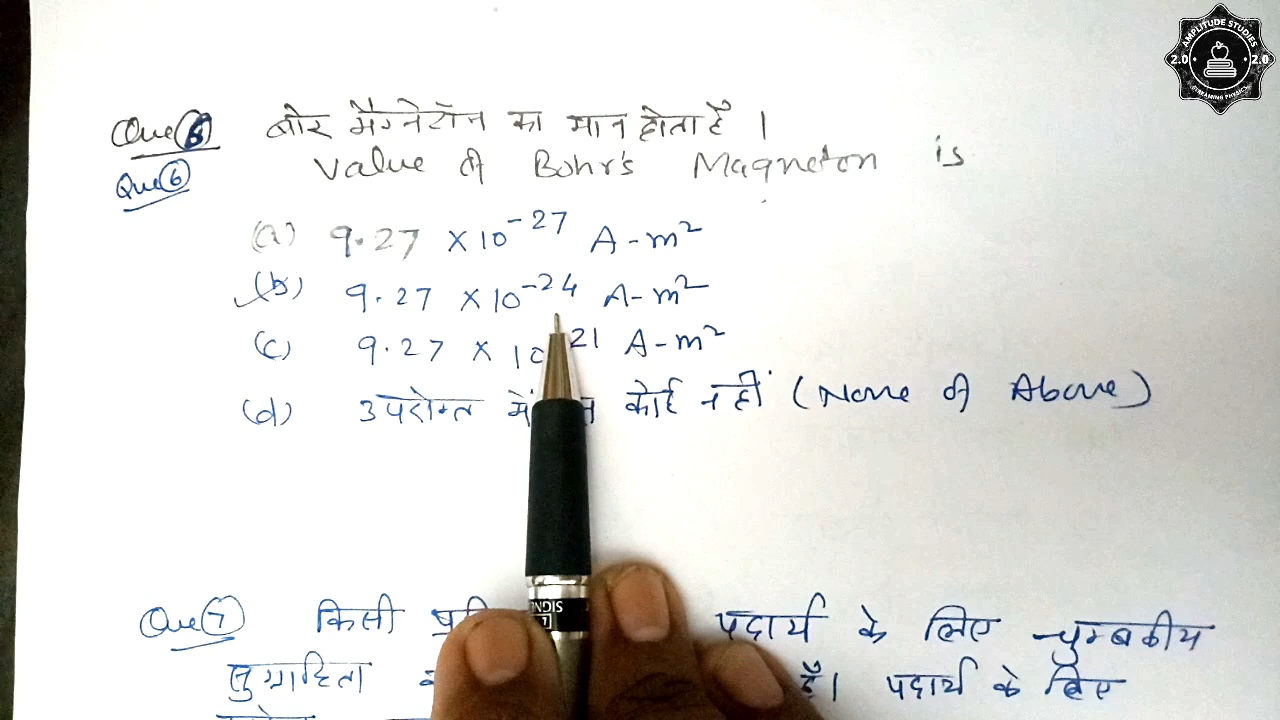 AMPLITUDE STUDIES
2.0 2.0
STREAMING PHYSICS
Que 6 बोर मैग्नेटॉन का मान होता है ।
Que 6 Value of Bohr's Magneton is
(a) 9.27 × 10⁻²⁷ A-m²
(b) 9.27 × 10⁻²⁴ A-m²
(c) 9.27 × 10 21 A-m²
(d) उपरोक्त में कोई नहीं (None of Above)
Que 7 किसी पदार्थ के लिए चुम्बकीय
है। पदार्थ के लिए